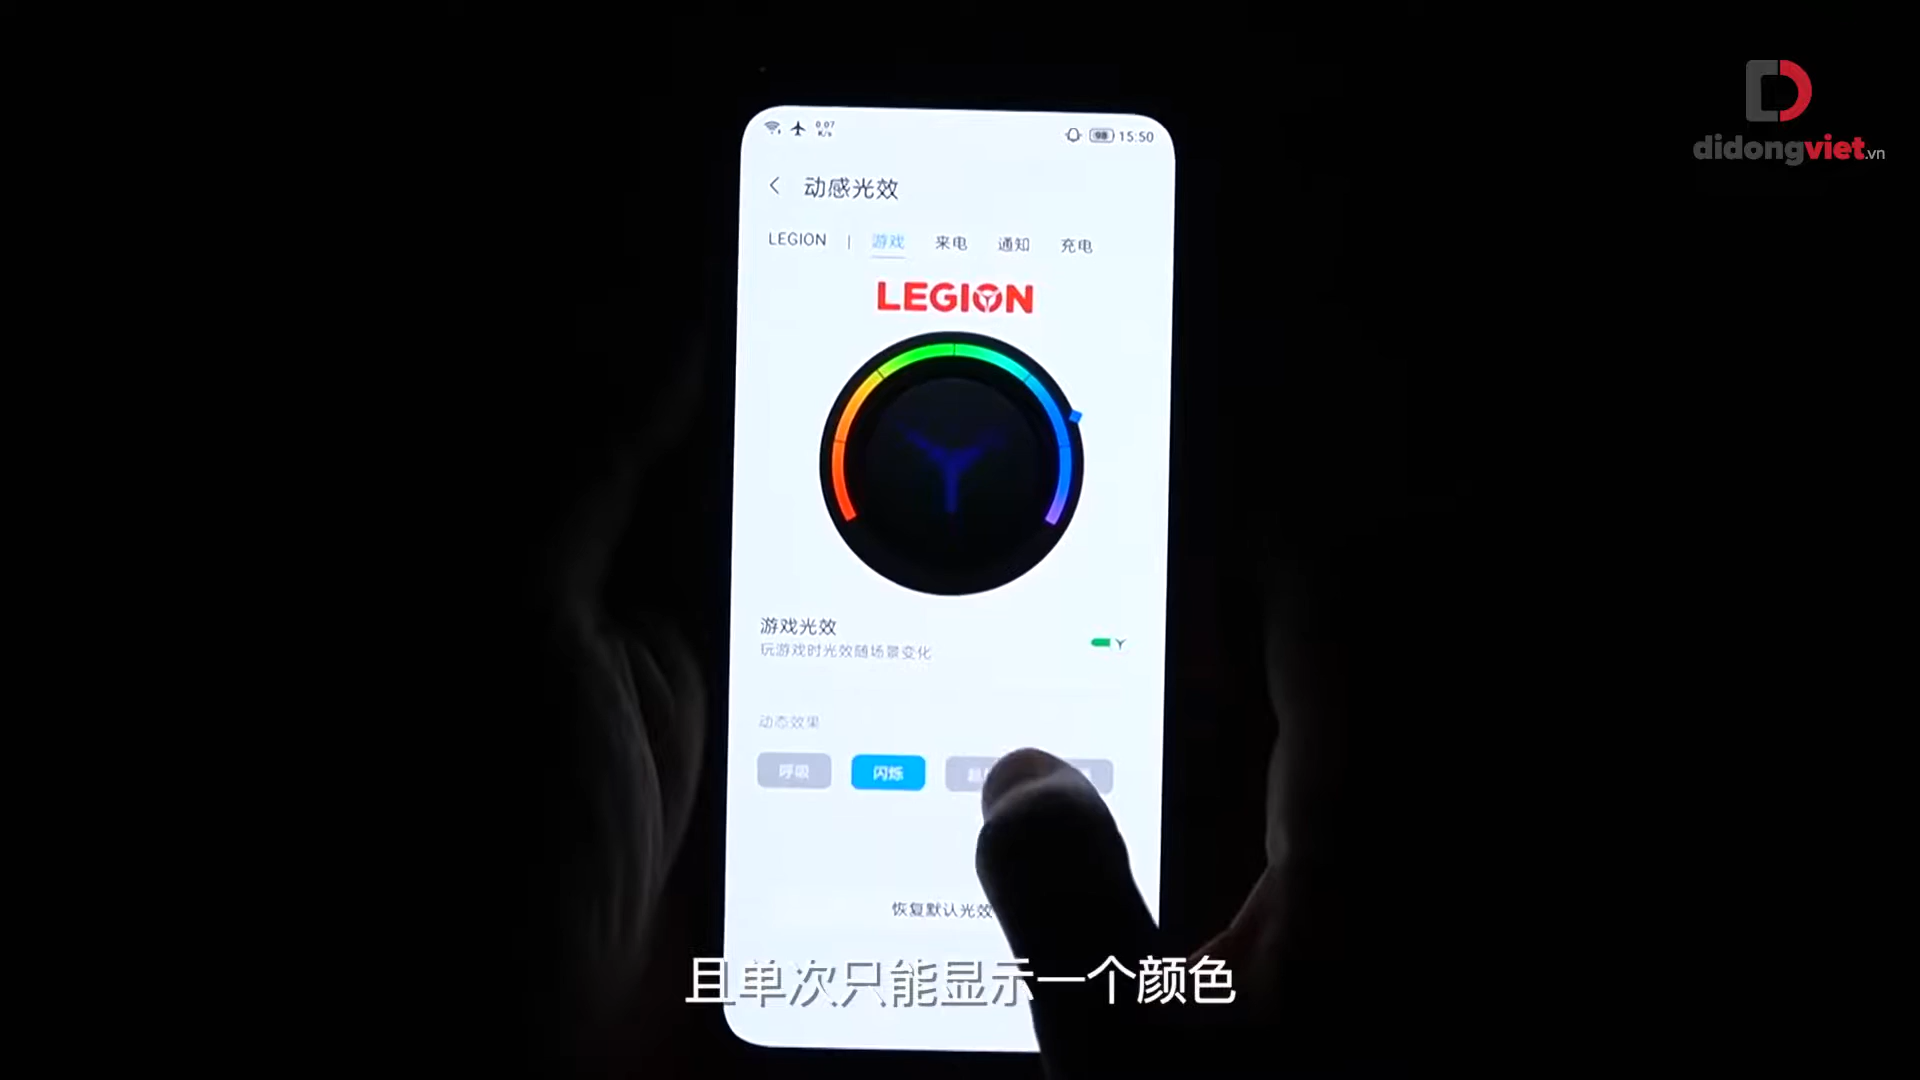 didongviet.vn
0.07
K/s
98 15:50
动感光效
LEGION | 游戏 来电 通知 充电
LEGION
游戏光效
玩游戏时光效随场景变化
动态效果
呼吸 闪烁
恢复默认光效
且单次只能显示一个颜色